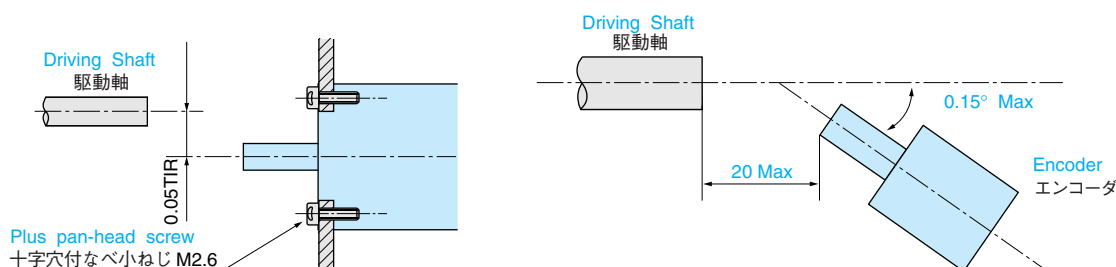 Driving Shaft
駆動軸
0.05TIR
Plus pan-head screw
十字穴付なべ小ねじ M2.6
Driving Shaft
駆動軸
0.15° Max
20 Max
Encoder
エンコーダ